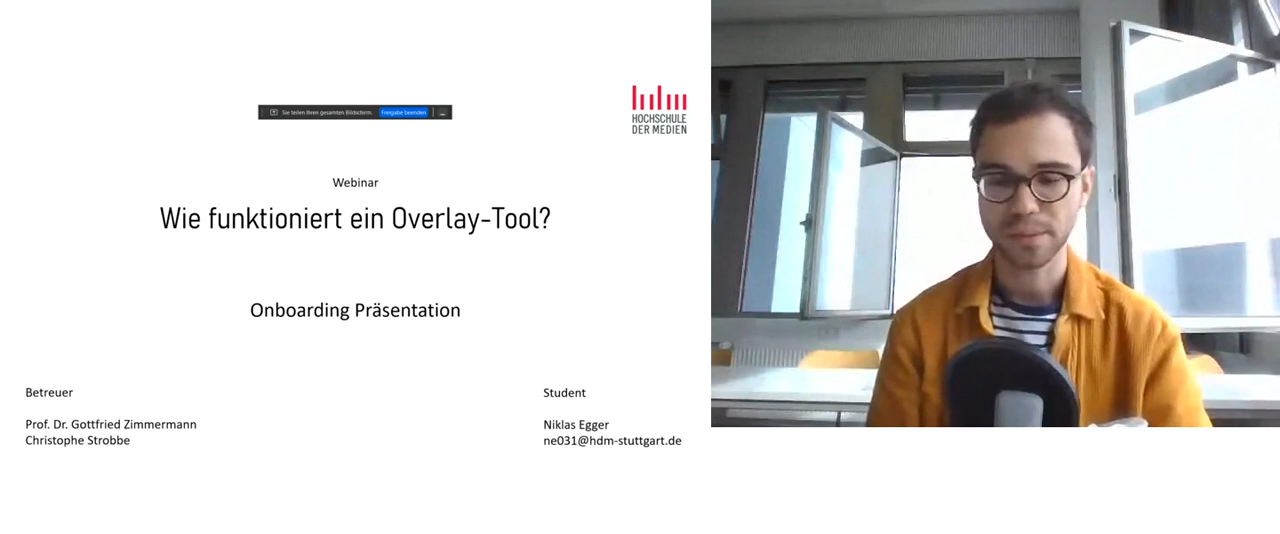 Sie teilen Ihren gesamten Bildschirm. Freigabe beenden
HOCHSCHULE
DER MEDIEN
Webinar
Wie funktioniert ein Overlay-Tool?
Onboarding Präsentation
Betreuer
Student
Prof. Dr. Gottfried Zimmermann
Niklas Egger
Christophe Strobbe
ne031@hdm-stuttgart.de